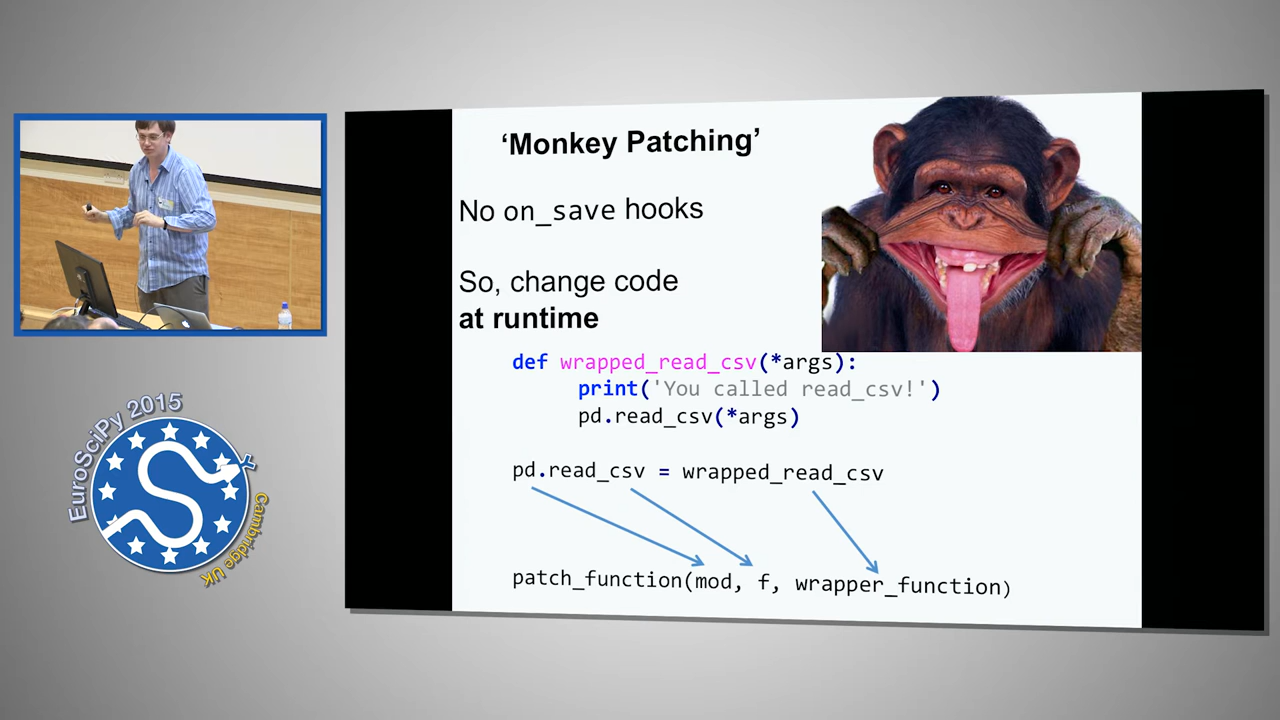 ‘Monkey Patching’
No on_save hooks
So, change code
at runtime
def wrapped_read_csv(*args):
print('You called read_csv!')
pd.read_csv(*args)
pd.read_csv = wrapped_read_csv
patch_function(mod, f, wrapper_function)
EuroSciPy 2015
Cambridge UK